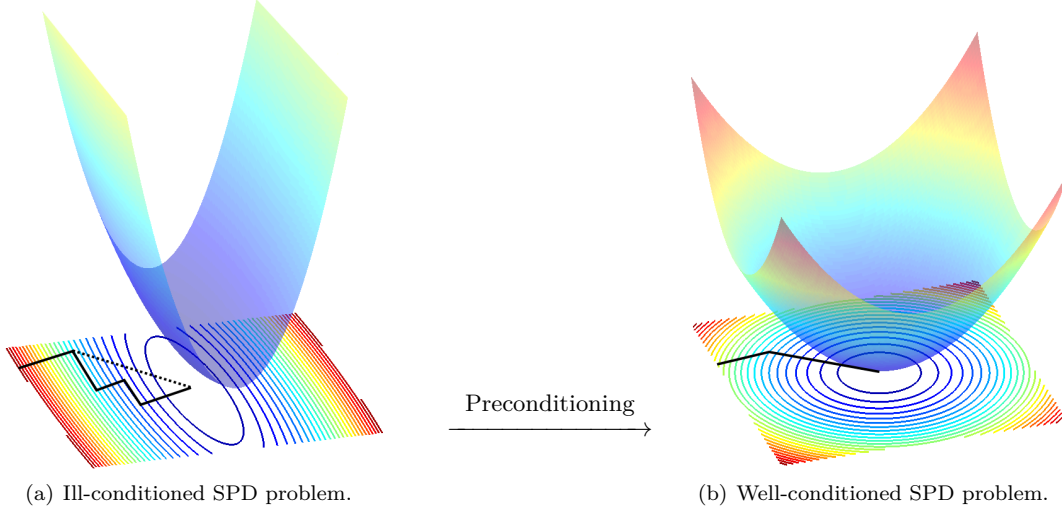 Preconditioning
(a) Ill-conditioned SPD problem.
(b) Well-conditioned SPD problem.